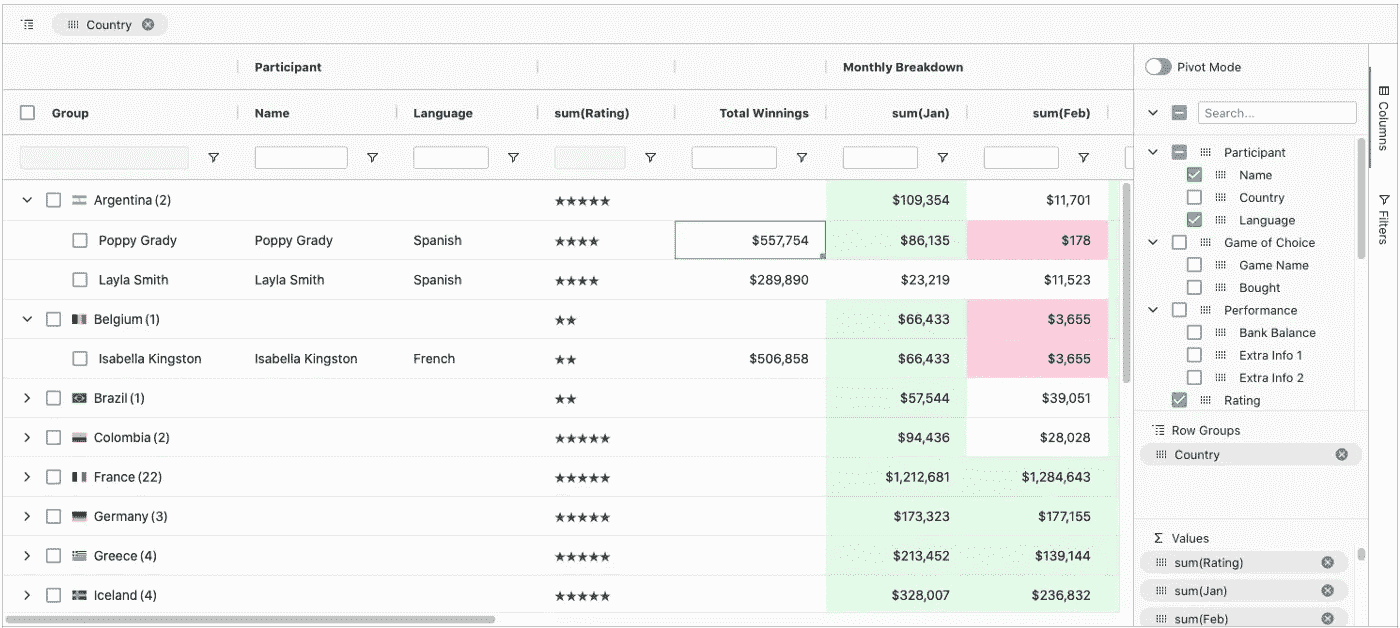 Country
Participant Monthly Breakdown
Pivot Mode
Group Name Language sum(Rating) Total Winnings sum(Jan) sum(Feb)
Search...
Argentina (2) ★★★★★ $109,354 $11,701
Poppy Grady Poppy Grady Spanish ★★★★ $557,754 $86,135 $178
Layla Smith Layla Smith Spanish ★★★★ $289,890 $23,219 $11,523
Belgium (1) ★★ $66,433 $3,655
Isabella Kingston Isabella Kingston French ★★ $506,858 $66,433 $3,655
Brazil (1) ★★ $57,544 $39,051
Colombia (2) ★★★★★ $94,436 $28,028
France (22) ★★★★★ $1,212,681 $1,284,643
Germany (3) ★★★★★ $173,323 $177,155
Greece (4) ★★★★★ $213,452 $139,144
Iceland (4) ★★★★★ $328,007 $236,832
Participant
Name
Country
Language
Game of Choice
Game Name
Bought
Performance
Bank Balance
Extra Info 1
Extra Info 2
Rating
Row Groups
Country
Values
sum(Rating)
sum(Jan)
sum(Feb)
Columns
Filters